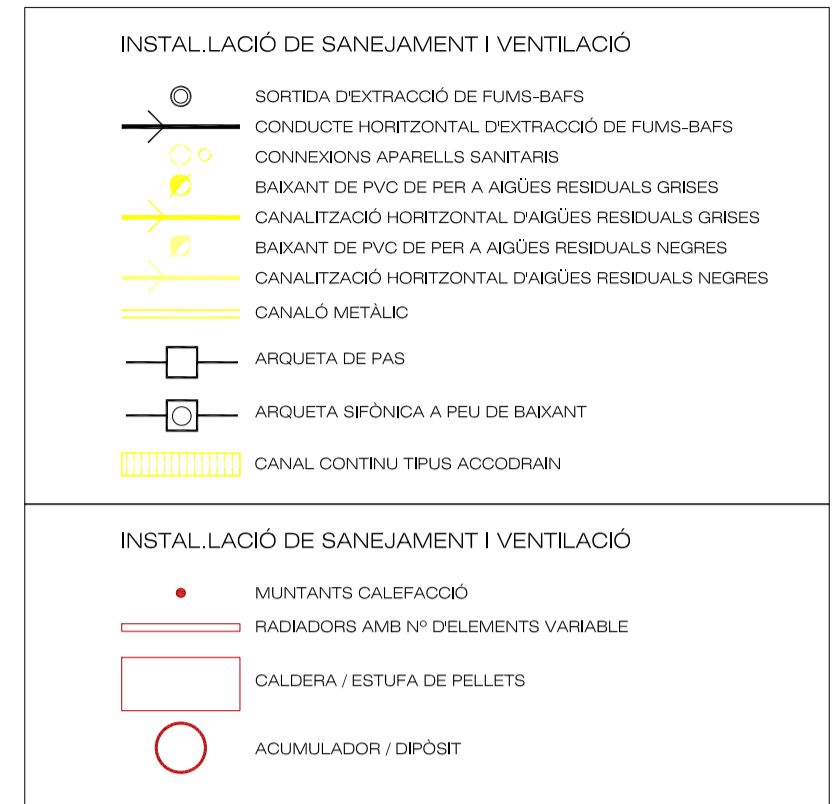 INSTAL.LACIÓ DE SANEJAMENT I VENTILACIÓ
SORTIDA D'EXTRACCIÓ DE FUMS-BAFS
CONDUCTE HORITZONTAL D'EXTRACCIÓ DE FUMS-BAFS
CONNEXIONS APARELLS SANITARIS
BAIXANT DE PVC DE PER A AIGÜES RESIDUALS GRISES
CANALITZACIÓ HORITZONTAL D'AIGÜES RESIDUALS GRISES
BAIXANT DE PVC DE PER A AIGÜES RESIDUALS NEGRES
CANALITZACIÓ HORITZONTAL D'AIGÜES RESIDUALS NEGRES
CANALÓ METÀLIC
ARQUETA DE PAS
ARQUETA SIFÒNICA A PEU DE BAIXANT
CANAL CONTINU TIPUS ACCODRAIN
INSTAL.LACIÓ DE SANEJAMENT I VENTILACIÓ
MUNTANTS CALEFACCIÓ
RADIADORS AMB Nº D'ELEMENTS VARIABLE
CALDERA / ESTUFA DE PELLETS
ACUMULADOR / DIPÒSIT